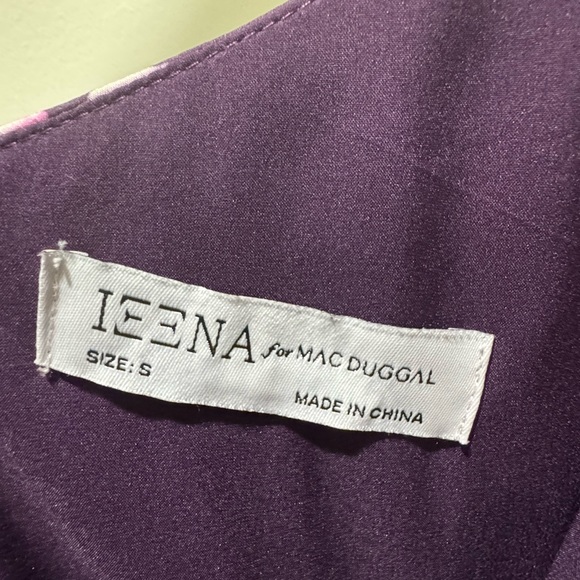 IEENA for MAC DUGGAL
SIZE: S
MADE IN CHINA